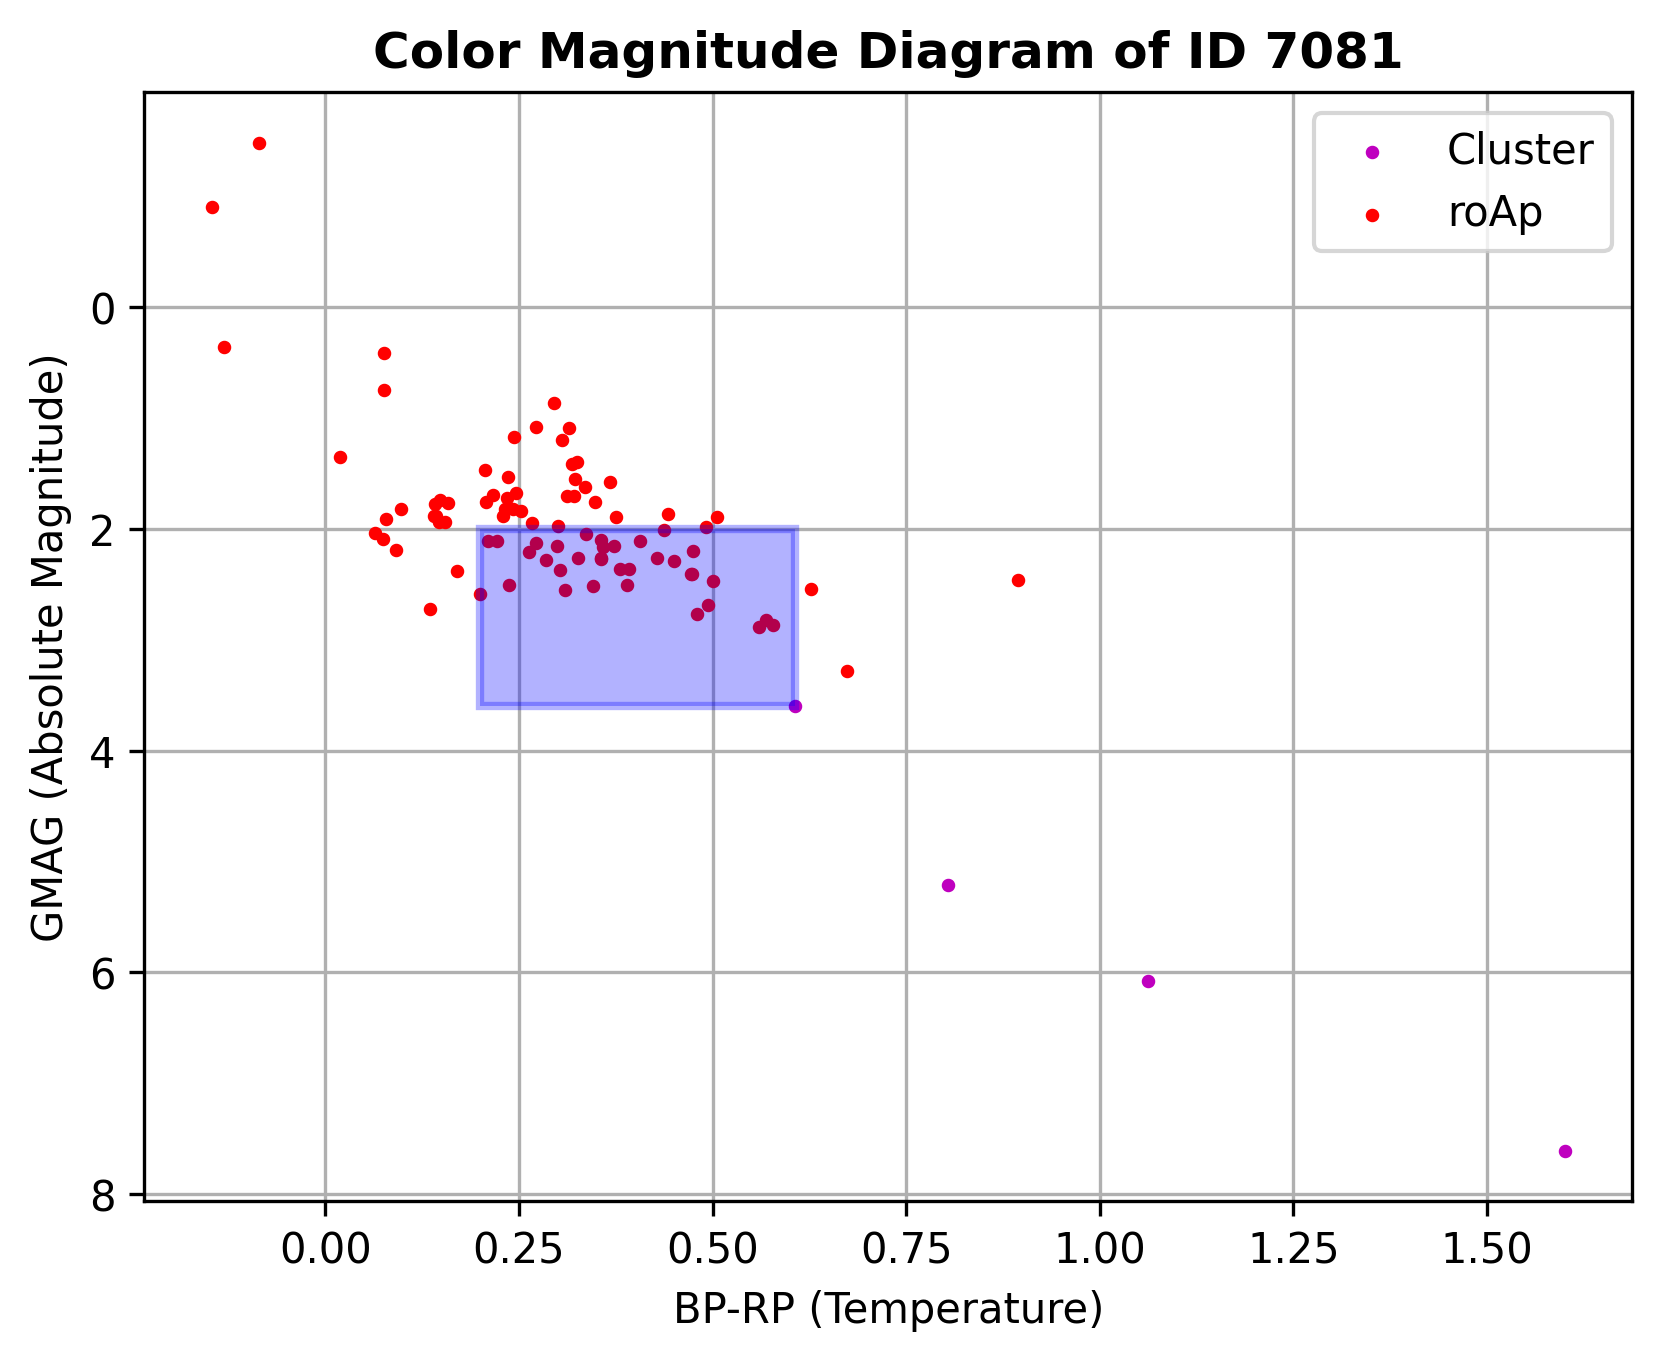 Color Magnitude Diagram of ID 7081
Cluster
roAp
GMAG (Absolute Magnitude)
0
2
4
6
8
0.00 0.25 0.50 0.75 1.00 1.25 1.50
BP-RP (Temperature)